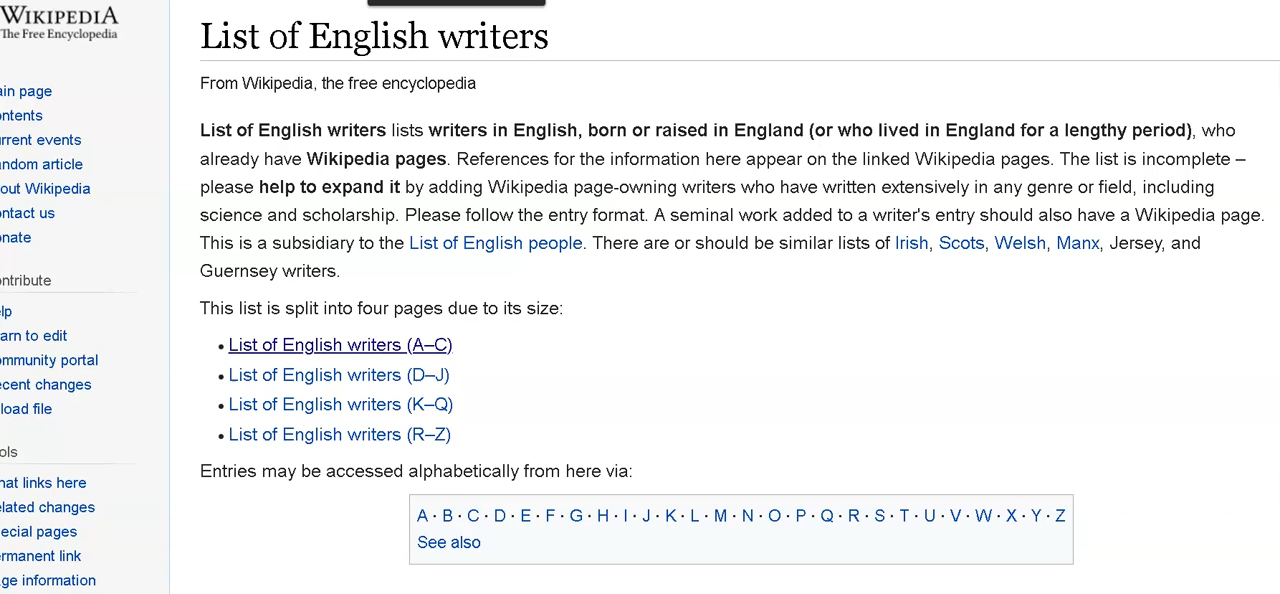 WIKIPEDIA
The Free Encyclopedia
ain page
ontents
urrent events
andom article
out Wikipedia
ontact us
onate
ontribute
lp
arn to edit
ommunity portal
ecent changes
load file
ols
hat links here
elated changes
ecial pages
ermanent link
ge information
List of English writers
From Wikipedia, the free encyclopedia
List of English writers lists writers in English, born or raised in England (or who lived in England for a lengthy period), who
already have Wikipedia pages. References for the information here appear on the linked Wikipedia pages. The list is incomplete –
please help to expand it by adding Wikipedia page-owning writers who have written extensively in any genre or field, including
science and scholarship. Please follow the entry format. A seminal work added to a writer's entry should also have a Wikipedia page.
This is a subsidiary to the List of English people. There are or should be similar lists of Irish, Scots, Welsh, Manx, Jersey, and
Guernsey writers.
This list is split into four pages due to its size:
• List of English writers (A–C)
• List of English writers (D–J)
• List of English writers (K–Q)
• List of English writers (R–Z)
Entries may be accessed alphabetically from here via:
A · B · C · D · E · F · G · H · I · J · K · L · M · N · O · P · Q · R · S · T · U · V · W · X · Y · Z
See also